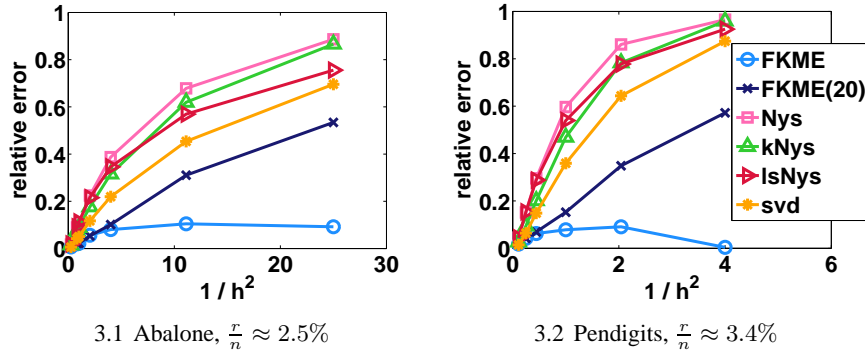 relative error
1
0.8
0.6
0.4
0.2
0
0
10
20
30
1 / h²
3.1 Abalone, r/n ≈ 2.5%
relative error
1
0.8
0.6
0.4
0.2
0
0
2
4
6
1 / h²
FKME
FKME(20)
Nys
kNys
lsNys
svd
3.2 Pendigits, r/n ≈ 3.4%